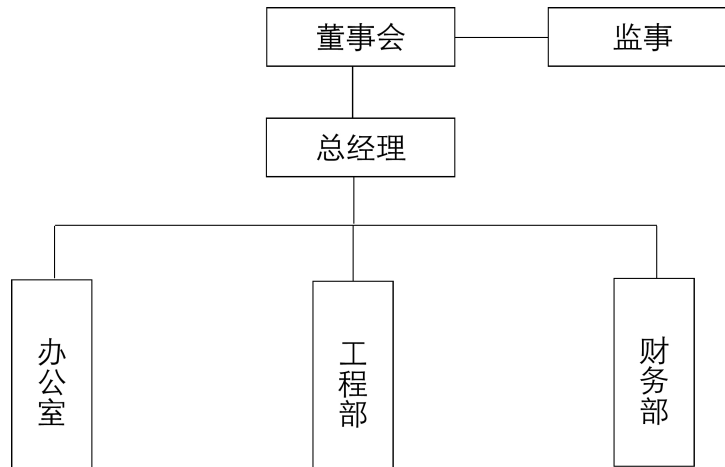 董事会
监事
总经理
办公室
工程部
财务部